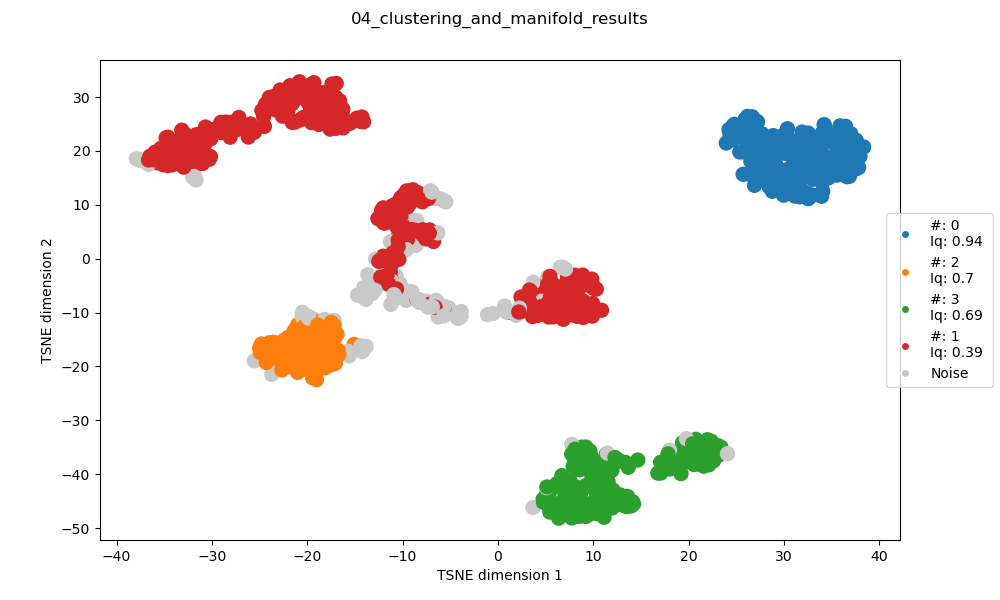 04_clustering_and_manifold_results
30
20
10
0
−10
−20
−30
−40
−50
TSNE dimension 2
−40
−30
−20
−10
0
10
20
30
40
TSNE dimension 1
#: 0
Iq: 0.94
#: 2
Iq: 0.7
#: 3
Iq: 0.69
#: 1
Iq: 0.39
Noise